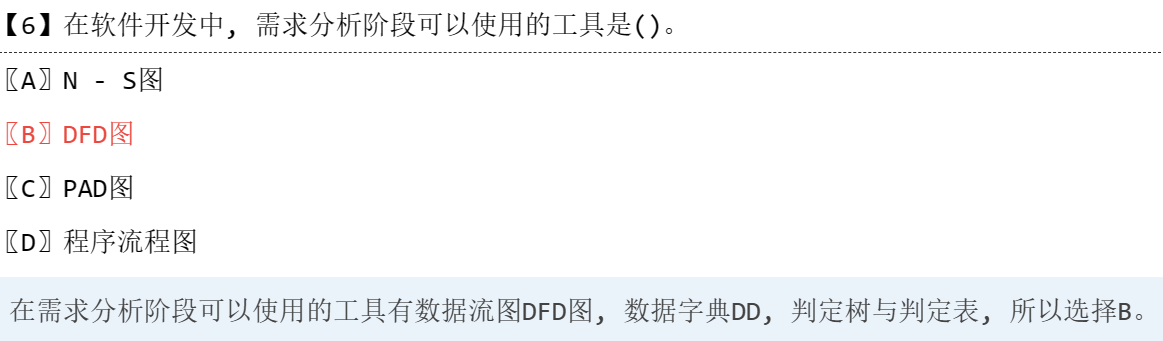 【6】在软件开发中, 需求分析阶段可以使用的工具是()。
〖A〗N - S图
〖B〗DFD图
〖C〗PAD图
〖D〗程序流程图
在需求分析阶段可以使用的工具有数据流图DFD图, 数据字典DD, 判定树与判定表, 所以选择B。